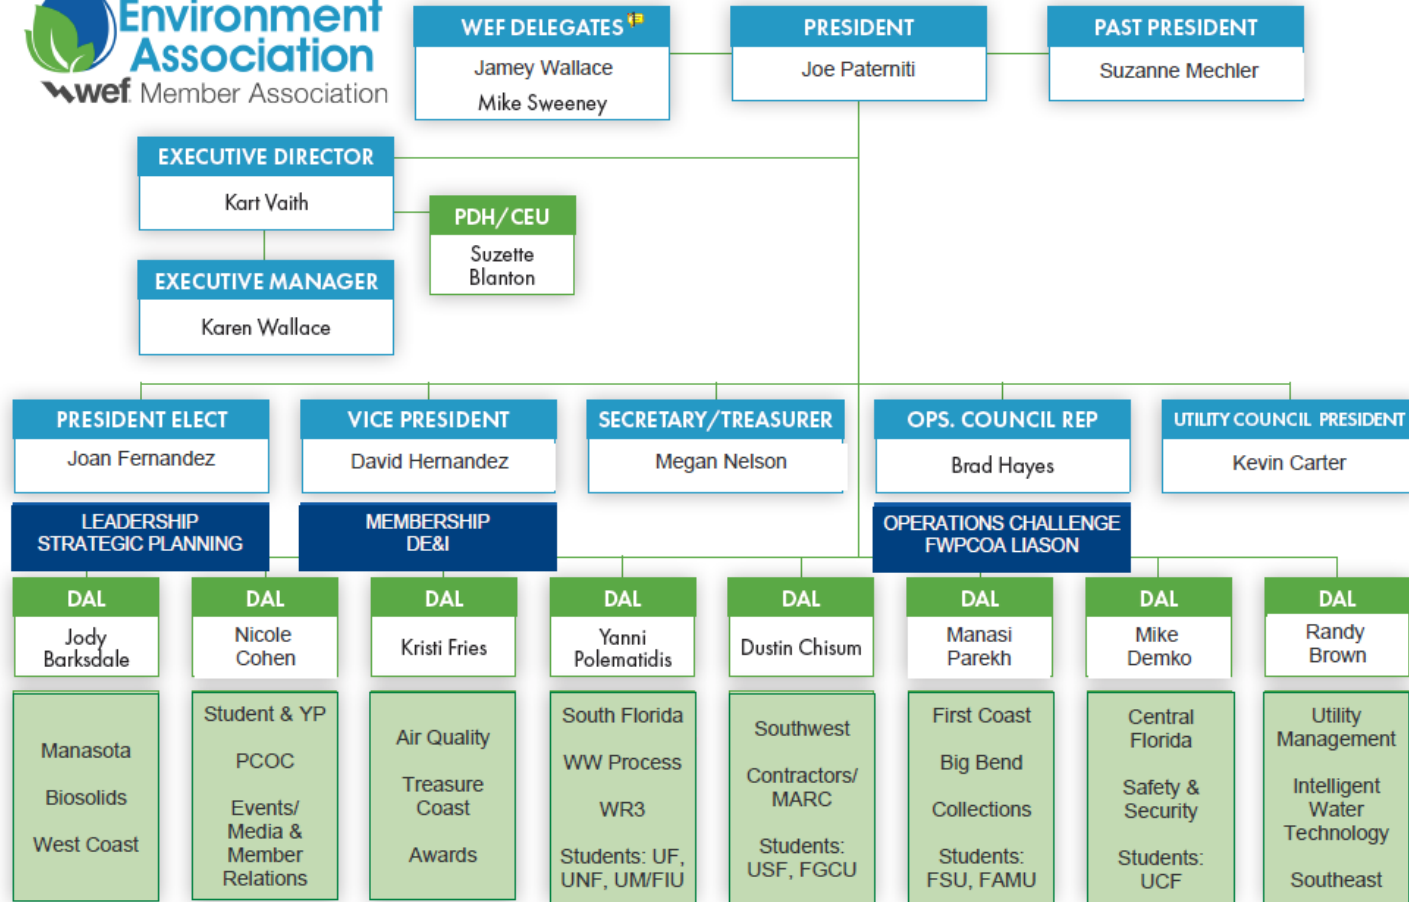 Environment
Association
wef Member Association
WEF DELEGATES
Jamey Wallace
Mike Sweeney
PRESIDENT
Joe Paterniti
PAST PRESIDENT
Suzanne Mechler
EXECUTIVE DIRECTOR
Kart Vaith
PDH/CEU
Suzette
Blanton
EXECUTIVE MANAGER
Karen Wallace
PRESIDENT ELECT
Joan Fernandez
VICE PRESIDENT
David Hernandez
SECRETARY/TREASURER
Megan Nelson
OPS. COUNCIL REP
Brad Hayes
UTILITY COUNCIL PRESIDENT
Kevin Carter
LEADERSHIP
STRATEGIC PLANNING
MEMBERSHIP
DE&I
OPERATIONS CHALLENGE
FWPCOA LIASON
DAL
Jody
Barksdale
Manasota
Biosolids
West Coast
DAL
Nicole
Cohen
Student & YP
PCOC
Events/
Media &
Member
Relations
DAL
Kristi Fries
Air Quality
Treasure
Coast
Awards
DAL
Yanni
Polematidis
South Florida
WW Process
WR3
Students: UF,
UNF, UM/FIU
DAL
Dustin Chisum
Southwest
Contractors/
MARC
Students:
USF, FGCU
DAL
Manasi
Parekh
First Coast
Big Bend
Collections
Students:
FSU, FAMU
DAL
Mike
Demko
Central
Florida
Safety &
Security
Students:
UCF
DAL
Randy
Brown
Utility
Management
Intelligent
Water
Technology
Southeast